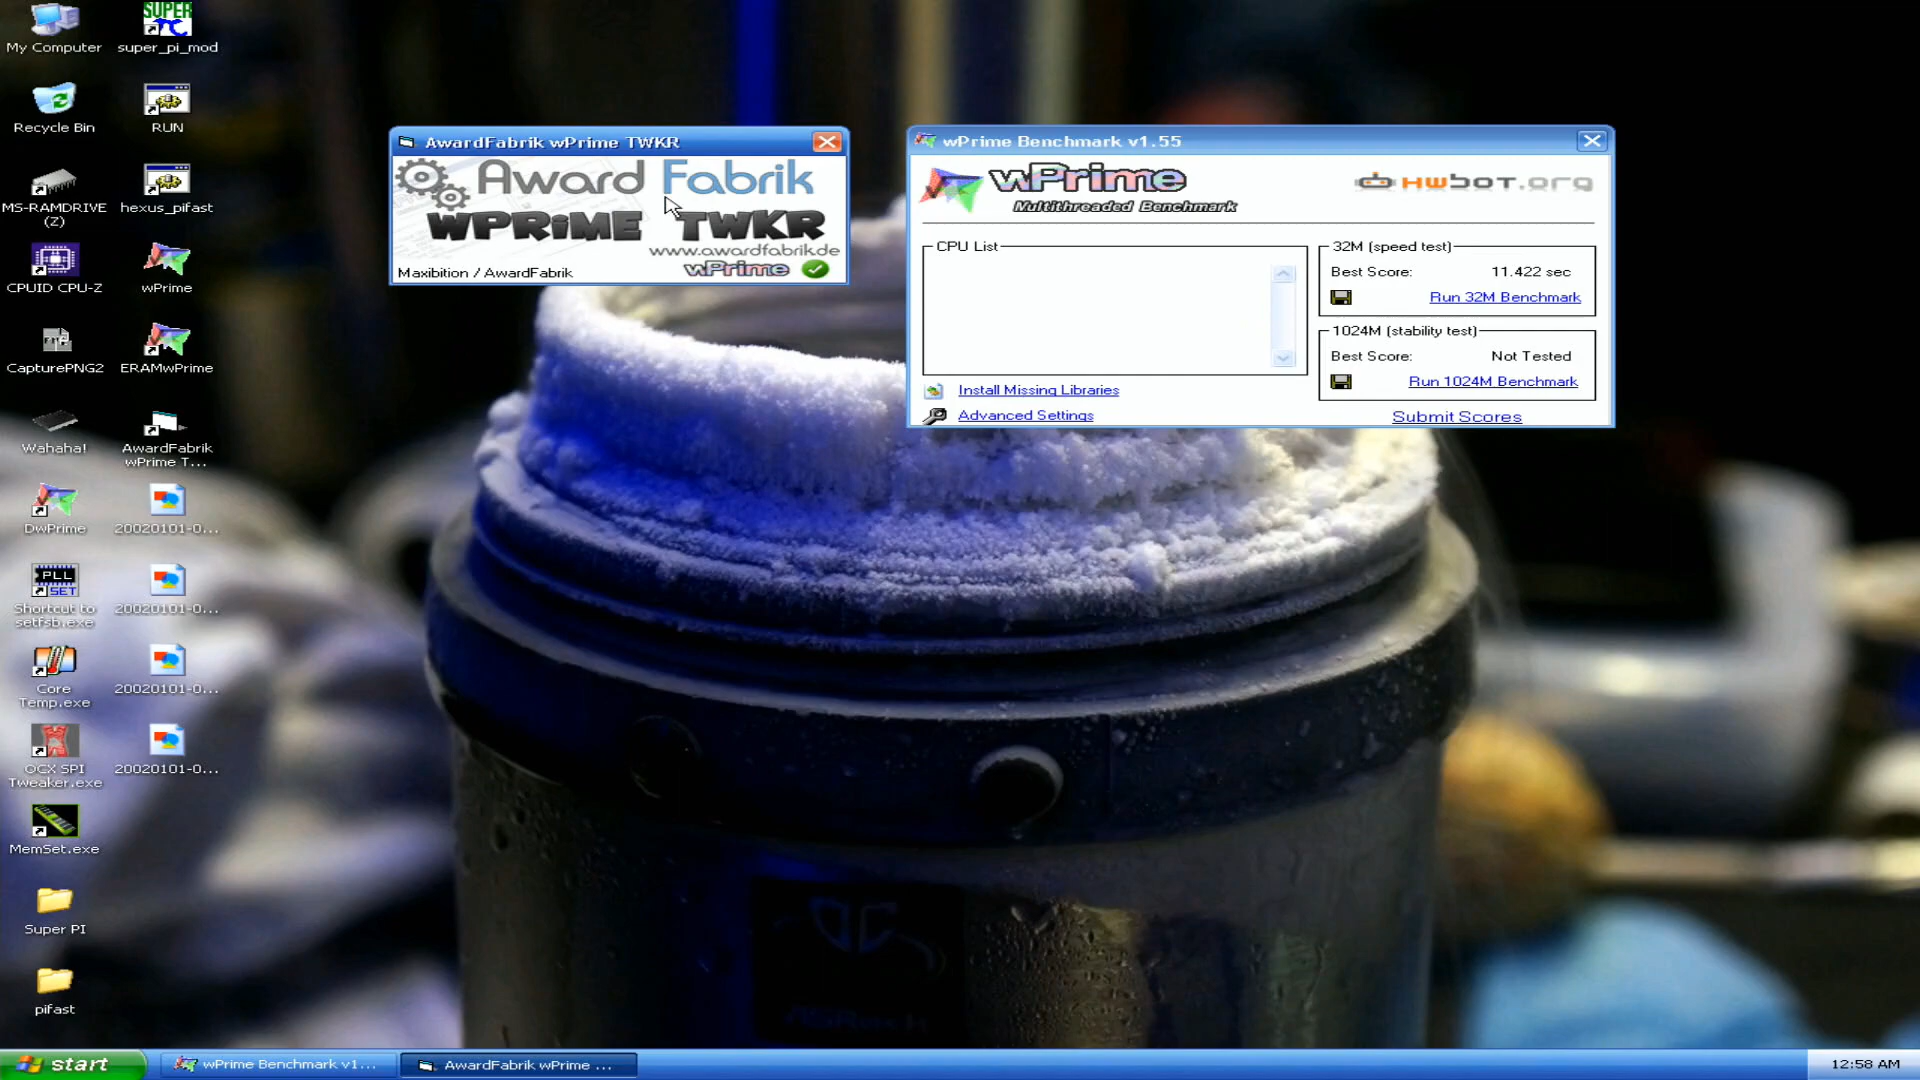 My Computer
super_pi_mod
Recycle Bin
RUN
MS-RAMDRIVE
(Z)
hexus_pifast
CPUID CPU-Z
wPrime
CapturePNG2
ERAMwPrime
Wahaha!
AwardFabrik
wPrime T...
DwPrime
20020101-0...
PLL
SET
Shortcut to
setfsb.exe
20020101-0...
Core
Temp.exe
20020101-0...
OCX SPI
Tweaker.exe
20020101-0...
MemSet.exe
Super PI
pifast
SUPER
AwardFabrik wPrime TWKR
Award Fabrik
WPRiME TWKR
www.awardfabrik.de
wPrime
Maxibition / AwardFabrik
wPrime Benchmark v1.55
wPrime
Multithreaded Benchmark
HWBOT.ORG
CPU List
Install Missing Libraries
Advanced Settings
32M (speed test)
Best Score: 11.422 sec
Run 32M Benchmark
1024M (stability test)
Best Score: Not Tested
Run 1024M Benchmark
Submit Scores
start
wPrime Benchmark v1...
AwardFabrik wPrime ...
12:58 AM